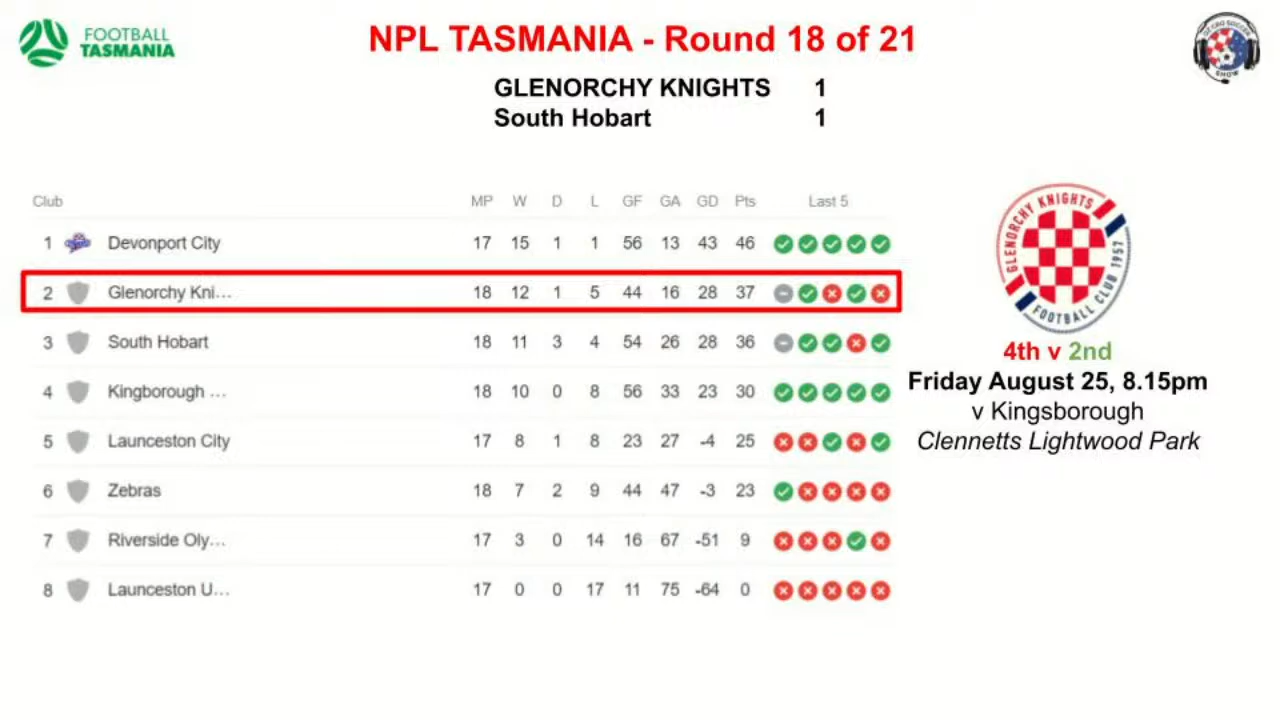 FOOTBALL
TASMANIA
NPL TASMANIA - Round 18 of 21
SOCCER
SHOW
GLENORCHY KNIGHTS 1
South Hobart 1
Club MP W D L GF GA GD Pts Last 5
1 Devonport City 17 15 1 1 56 13 43 46
2 Glenorchy Kni... 18 12 1 5 44 16 28 37
3 South Hobart 18 11 3 4 54 26 28 36
4 Kingborough ... 18 10 0 8 56 33 23 30
5 Launceston City 17 8 1 8 23 27 -4 25
6 Zebras 18 7 2 9 44 47 -3 23
7 Riverside Oly... 17 3 0 14 16 67 -51 9
8 Launceston U... 17 0 0 17 11 75 -64 0
GLENORCHY KNIGHTS
FOOTBALL CLUB 1957
4th v 2nd
Friday August 25, 8.15pm
v Kingsborough
Clennetts Lightwood Park